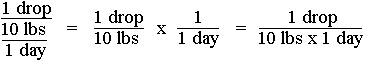 1 drop
10 lbs
1 day
=
1 drop
10 lbs
x
1
1 day
=
1 drop
10 lbs x 1 day